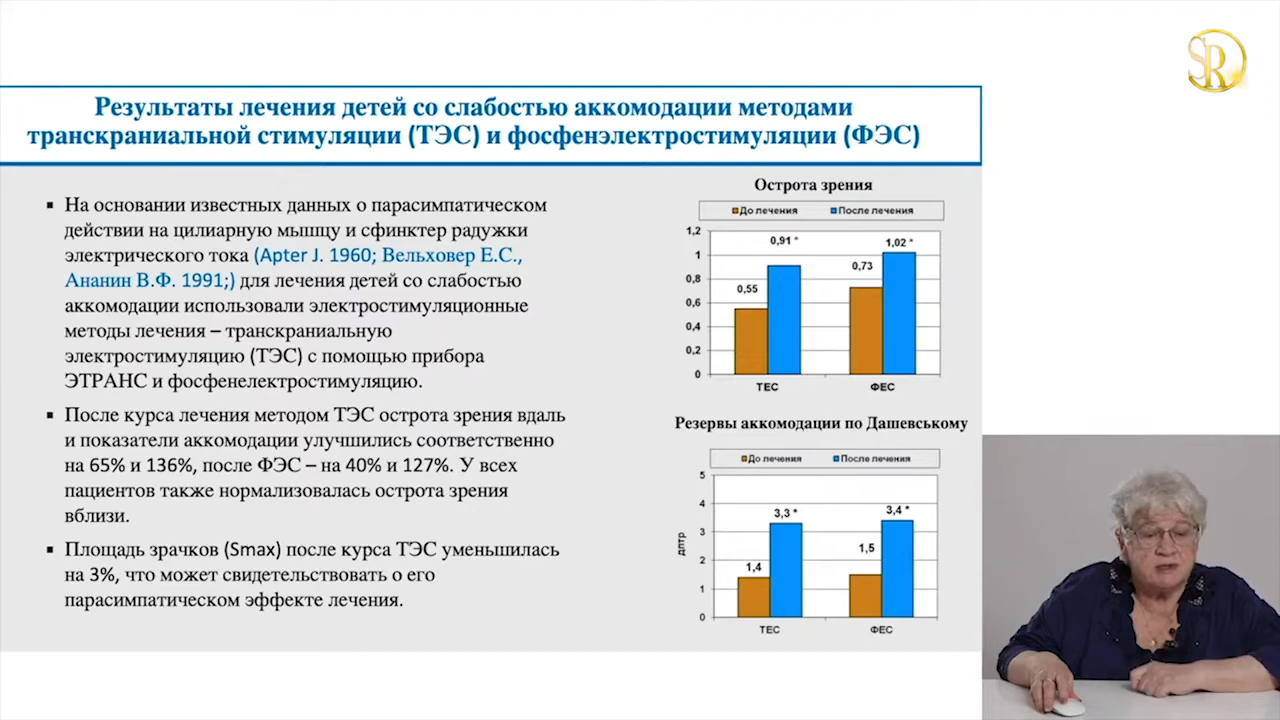 SR
Результаты лечения детей со слабостью аккомодации методами
транскраниальной стимуляции (ТЭС) и фосфенэлектростимуляции (ФЭС)
▪ На основании известных данных о парасимпатическом
действии на цилиарную мышцу и сфинктер радужки
электрического тока (Apter J. 1960; Вельховер Е.С.,
Ананин В.Ф. 1991;) для лечения детей со слабостью
аккомодации использовали электростимуляционные
методы лечения – транскраниальную
электростимуляцию (ТЭС) с помощью прибора
ЭТРАНС и фосфенелектростимуляцию.
▪ После курса лечения методом ТЭС острота зрения вдаль
и показатели аккомодации улучшились соответственно
на 65% и 136%, после ФЭС – на 40% и 127%. У всех
пациентов также нормализовалась острота зрения
вблизи.
▪ Площадь зрачков (Smax) после курса ТЭС уменьшилась
на 3%, что может свидетельствовать о его
парасимпатическом эффекте лечения.
Острота зрения
До лечения После лечения
1,2
1
0,8
0,6
0,4
0,2
0
0,55
0,91 *
0,73
1,02 *
ТЕС ФЕС
Резервы аккомодации по Дашевскому
До лечения После лечения
дптр
5
4
3
2
1
0
1,4
3,3 *
1,5
3,4 *
ТЕС ФЕС